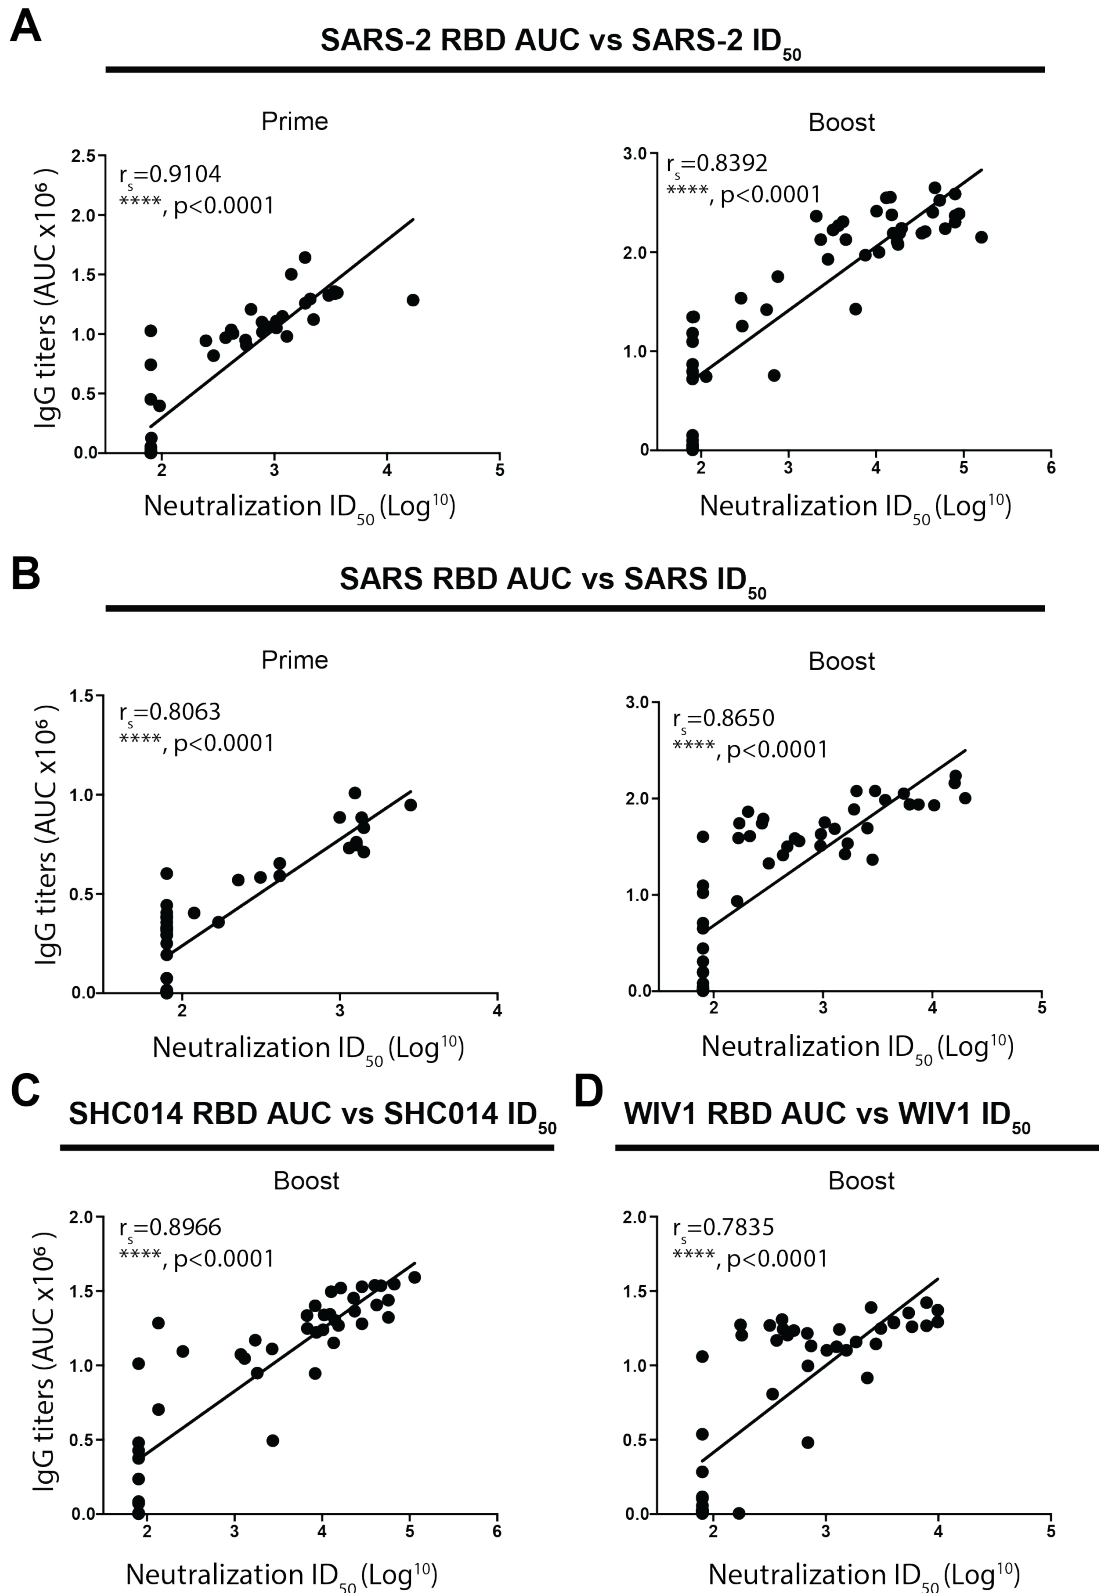 A
SARS-2 RBD AUC vs SARS-2 ID50
Prime
Boost
rs=0.9104
****, p<0.0001
IgG titers (AUC x10⁶ )
2.5
2.0
1.5
1.0
0.5
0.0
2 3 4 5
Neutralization ID50 (Log¹⁰)
rs=0.8392
****, p<0.0001
3.0
2.0
1.0
0
2 3 4 5 6
Neutralization ID50 (Log¹⁰)
B
SARS RBD AUC vs SARS ID50
Prime
Boost
rs=0.8063
****, p<0.0001
IgG titers (AUC x10⁶ )
1.5
1.0
0.5
0.0
2 3 4
Neutralization ID50 (Log¹⁰)
rs=0.8650
****, p<0.0001
3.0
2.0
1.0
0.0
2 3 4 5
Neutralization ID50 (Log¹⁰)
C
SHC014 RBD AUC vs SHC014 ID50
Boost
rs=0.8966
****, p<0.0001
IgG titers (AUC x10⁶ )
2.0
1.5
1.0
0.5
0.0
2 3 4 5 6
Neutralization ID50 (Log¹⁰)
D
WIV1 RBD AUC vs WIV1 ID50
Boost
rs=0.7835
****, p<0.0001
2.0
1.5
1.0
0.5
0.0
2 3 4 5
Neutralization ID50 (Log¹⁰)